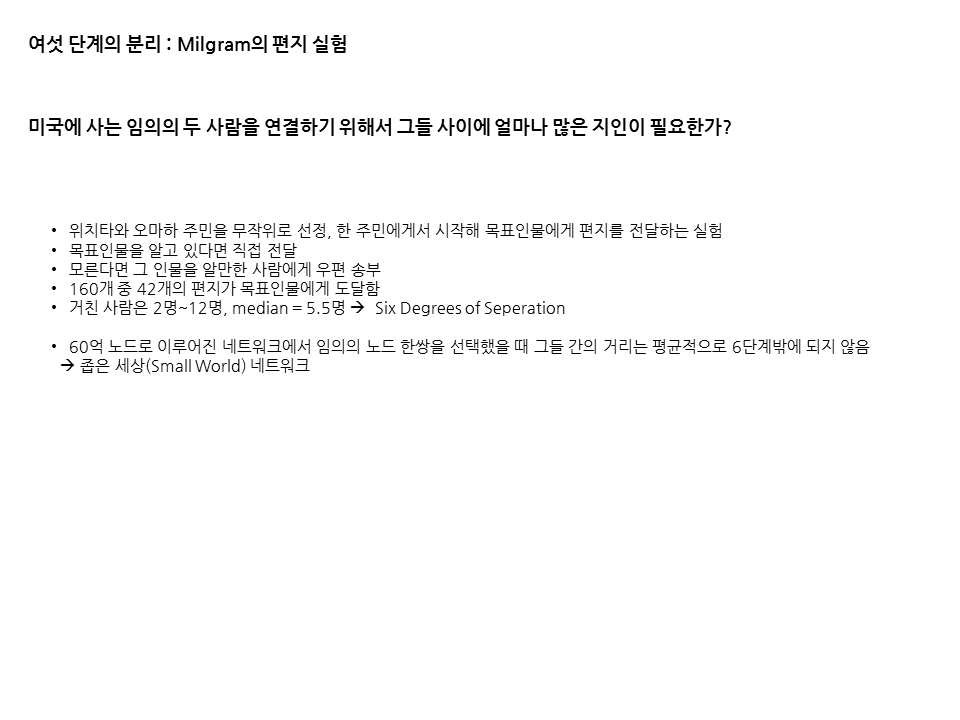 여섯 단계의 분리 : Milgram의 편지 실험
미국에 사는 임의의 두 사람을 연결하기 위해서 그들 사이에 얼마나 많은 지인이 필요한가?
• 위치타와 오마하 주민을 무작위로 선정, 한 주민에게서 시작해 목표인물에게 편지를 전달하는 실험
• 목표인물을 알고 있다면 직접 전달
• 모른다면 그 인물을 알만한 사람에게 우편 송부
• 160개 중 42개의 편지가 목표인물에게 도달함
• 거친 사람은 2명~12명, median = 5.5명 → Six Degrees of Seperation
• 60억 노드로 이루어진 네트워크에서 임의의 노드 한쌍을 선택했을 때 그들 간의 거리는 평균적으로 6단계밖에 되지 않음
→ 좁은 세상(Small World) 네트워크